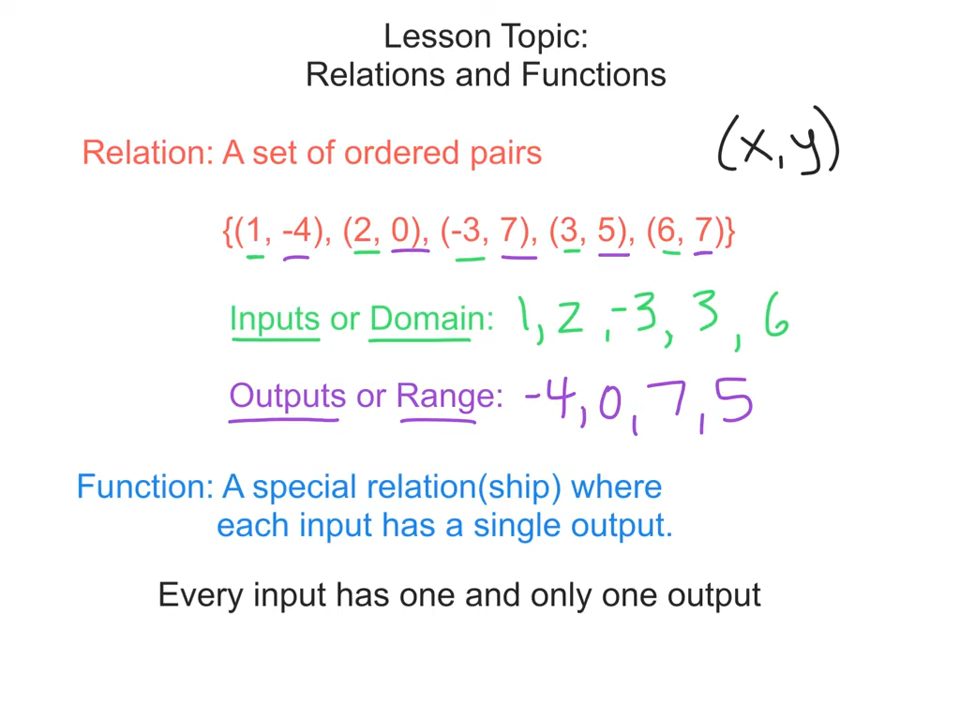 Lesson Topic:
Relations and Functions
Relation: A set of ordered pairs
(x,y)
{(1, -4), (2, 0), (-3, 7), (3, 5), (6, 7)}
Inputs or Domain: 1, 2, -3, 3, 6
Outputs or Range: -4, 0, 7, 5
Function: A special relation(ship) where
each input has a single output.
Every input has one and only one output